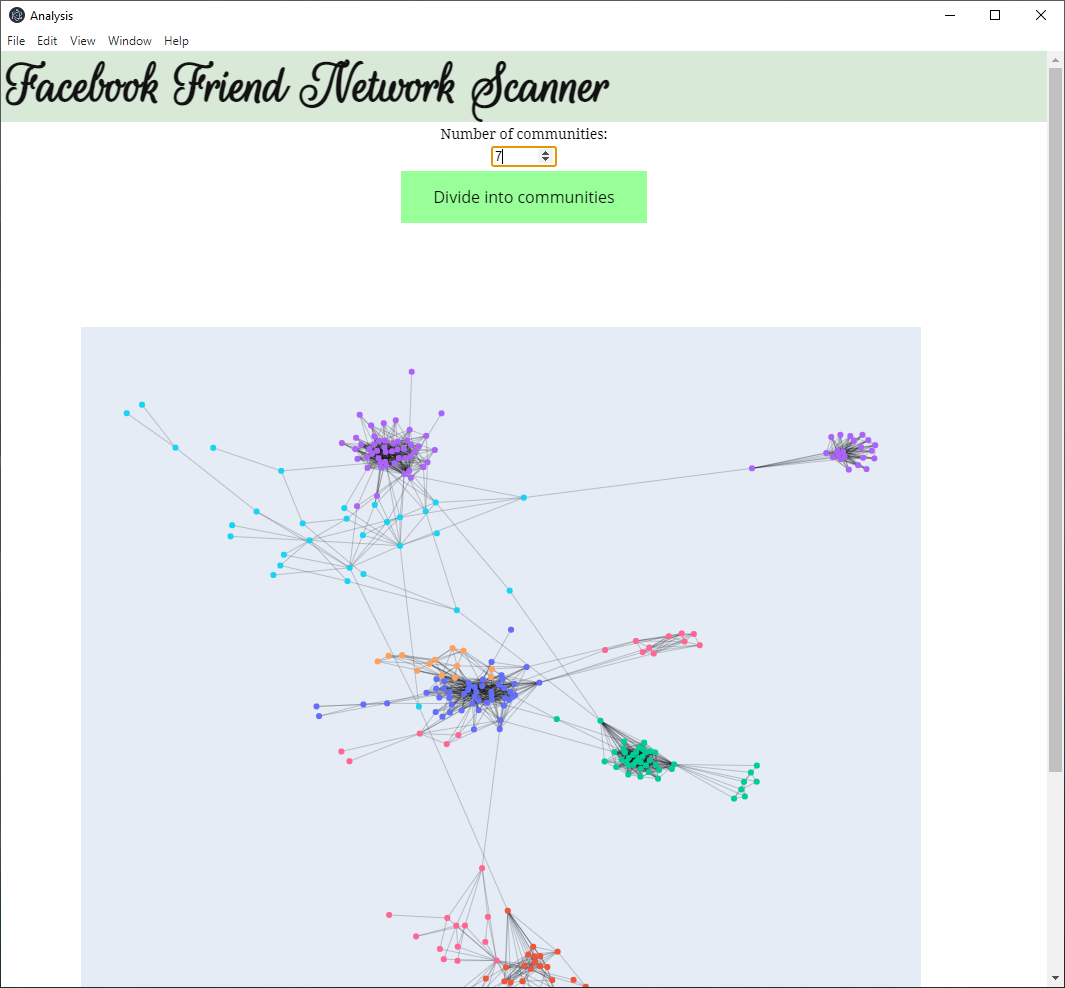 Analysis
File Edit View Window Help
Facebook Friend Network Scanner
Number of communities:
7
Divide into communities